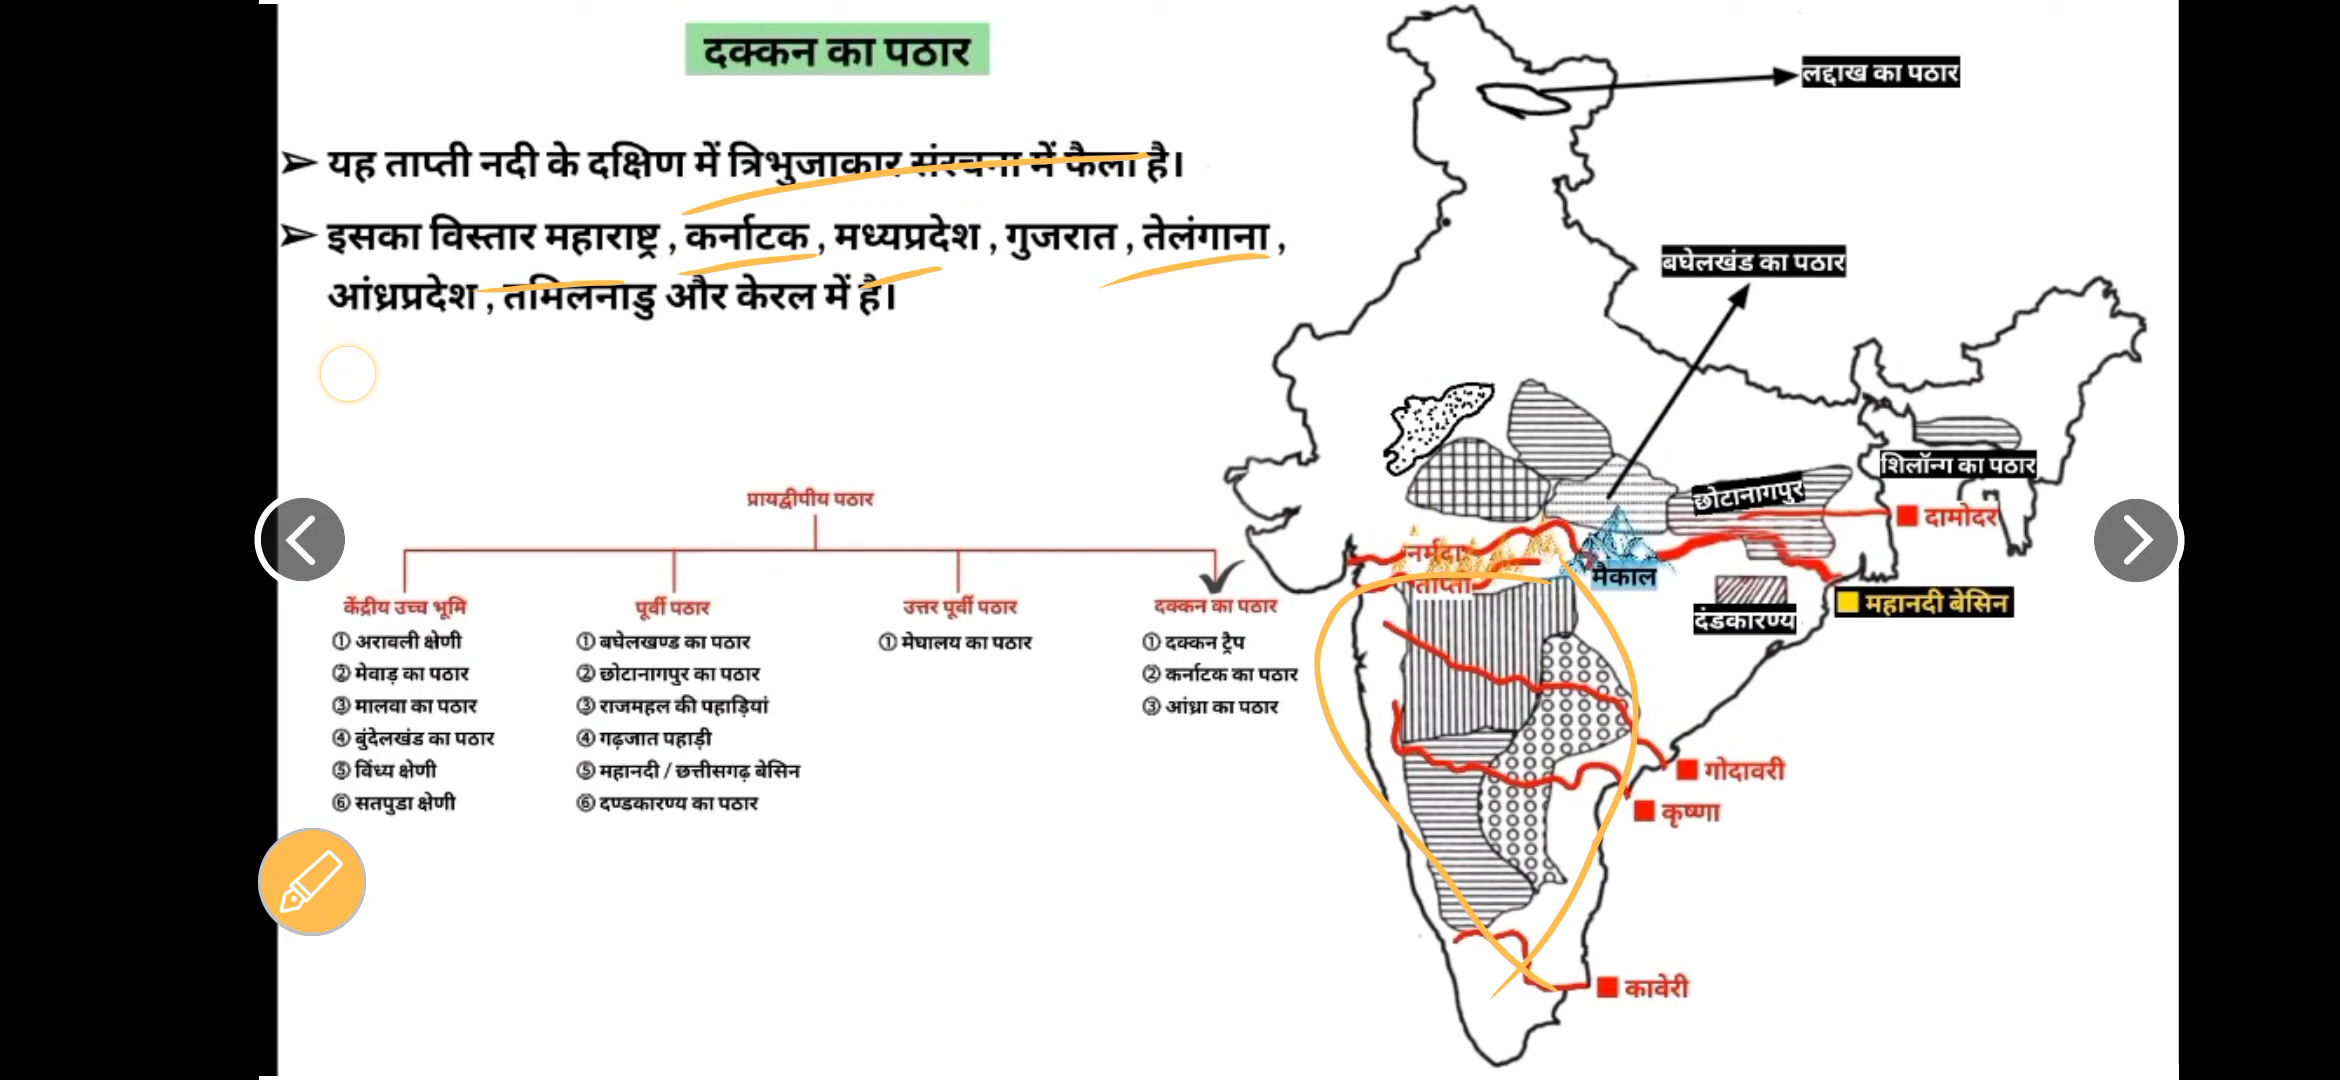 दक्कन का पठार
➢ यह ताप्ती नदी के दक्षिण में त्रिभुजाकार संरचना में फैला है।
➢ इसका विस्तार महाराष्ट्र , कर्नाटक , मध्यप्रदेश , गुजरात , तेलंगाना ,
आंध्रप्रदेश , तमिलनाडु और केरल में है।
प्रायद्वीपीय पठार
केंद्रीय उच्च भूमि
① अरावली क्षेणी
② मेवाड़ का पठार
③ मालवा का पठार
④ बुंदेलखंड का पठार
⑤ विंध्य क्षेणी
⑥ सतपुडा क्षेणी
पूर्वी पठार
① बघेलखण्ड का पठार
② छोटानागपुर का पठार
③ राजमहल की पहाड़ियां
④ गढ़जात पहाड़ी
⑤ महानदी / छत्तीसगढ़ बेसिन
⑥ दण्डकारण्य का पठार
उत्तर पूर्वी पठार
① मेघालय का पठार
दक्कन का पठार
① दक्कन ट्रैप
② कर्नाटक का पठार
③ आंध्रा का पठार
लद्दाख का पठार
बघेलखंड का पठार
शिलॉन्ग का पठार
छोटानागपुर
दामोदर
नर्मदा
ताप्ती
मैकाल
महानदी बेसिन
दंडकारण्य
गोदावरी
कृष्णा
कावेरी